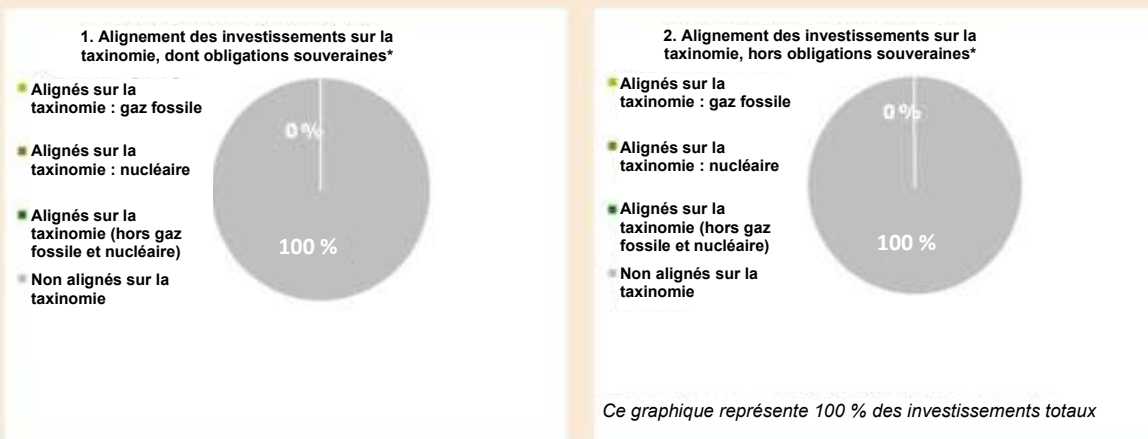 1. Alignement des investissements sur la
taxinomie, dont obligations souveraines*
Alignés sur la
taxinomie : gaz fossile
Alignés sur la
taxinomie : nucléaire
Alignés sur la
taxinomie (hors gaz
fossile et nucléaire)
Non alignés sur la
taxinomie
0 %
100 %
2. Alignement des investissements sur la
taxinomie, hors obligations souveraines*
Alignés sur la
taxinomie : gaz fossile
Alignés sur la
taxinomie : nucléaire
Alignés sur la
taxinomie (hors gaz
fossile et nucléaire)
Non alignés sur la
taxinomie
0 %
100 %
Ce graphique représente 100 % des investissements totaux